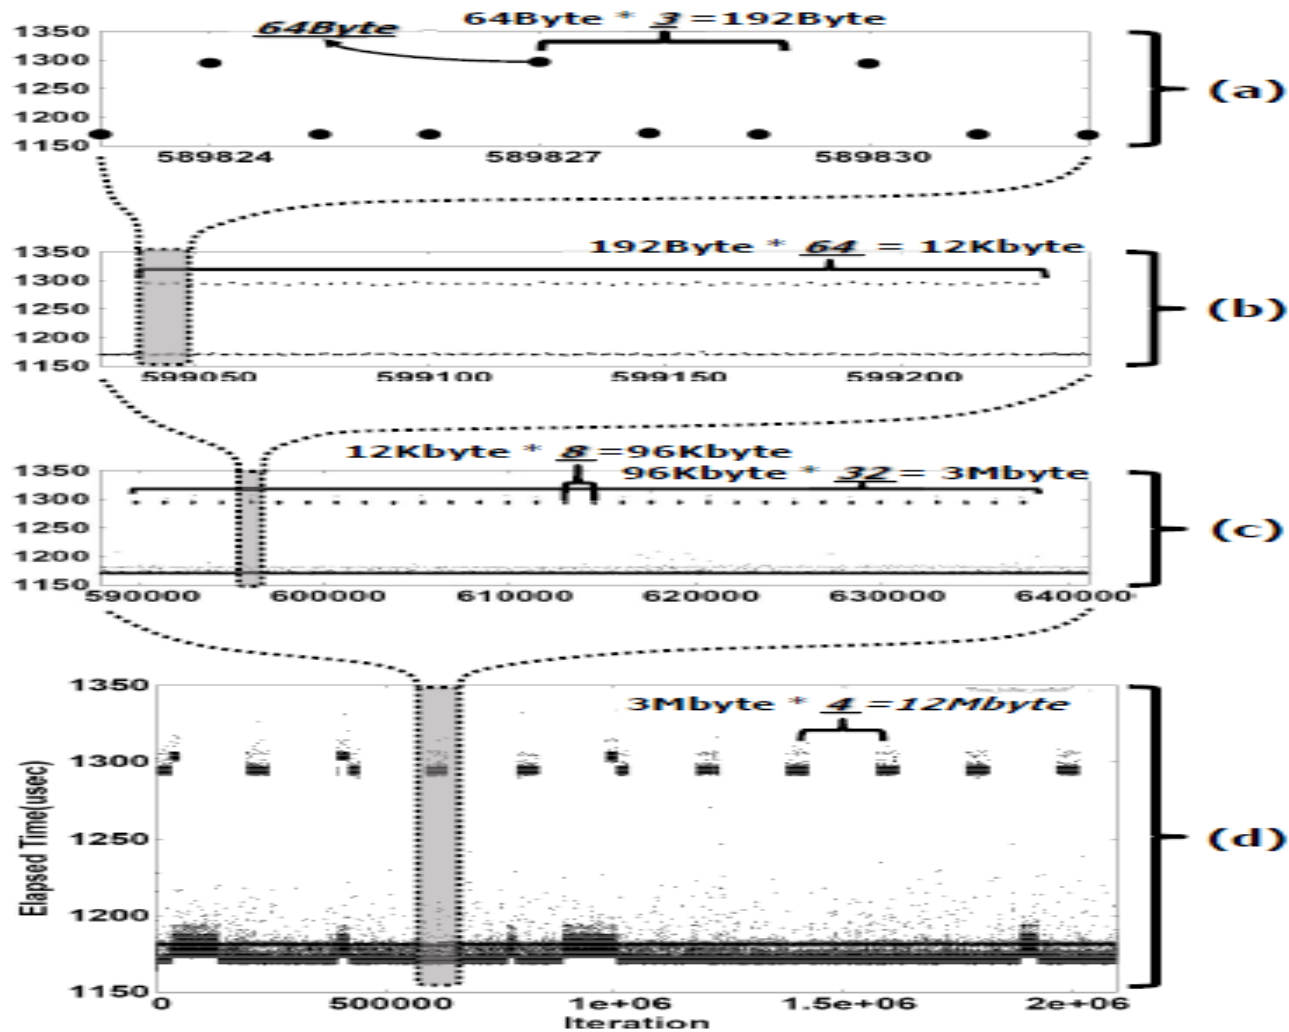 64Byte
64Byte * 3 =192Byte
1350
1300
1250
1200
1150
589824 589827 589830
(a)
192Byte * 64 = 12Kbyte
1350
1300
1250
1200
1150
599050 599100 599150 599200
(b)
12Kbyte * 8 =96Kbyte
96Kbyte * 32 = 3Mbyte
1350
1300
1250
1200
1150
590000 600000 610000 620000 630000 640000
(c)
3Mbyte * 4 =12Mbyte
1350
1300
1250
1200
1150
Elapsed Time(usec)
0 500000 1e+06 1.5e+06 2e+06
Iteration
(d)